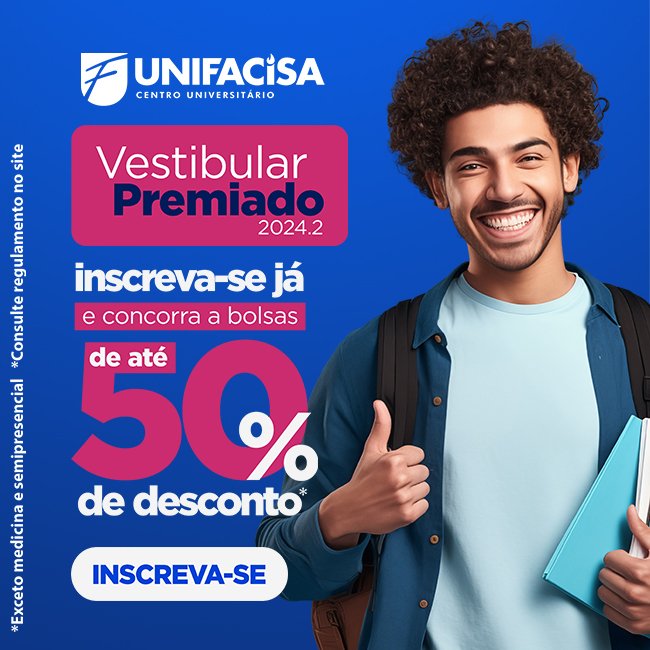 UNIFACISA
CENTRO UNIVERSITÁRIO
Vestibular
Premiado
2024.2
inscreva-se já
e concorra a bolsas
de até
50%
de desconto*
INSCREVA-SE
*Exceto medicina e semipresencial *Consulte regulamento no site